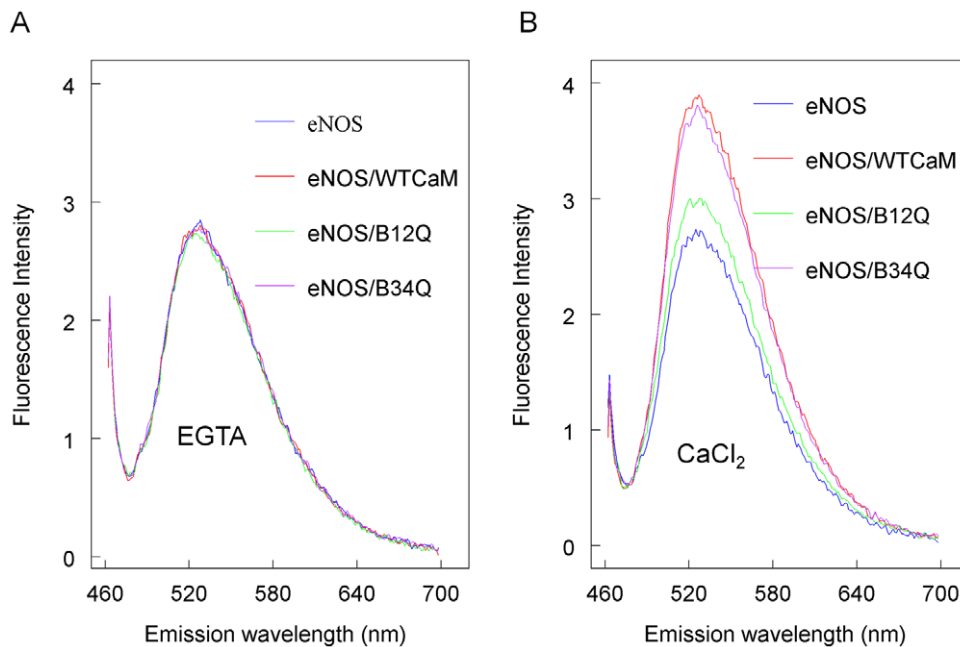 A
Fluorescence Intensity
4
3
2
1
0
eNOS
eNOS/WTCaM
eNOS/B12Q
eNOS/B34Q
EGTA
460 520 580 640 700
Emission wavelength (nm)
B
Fluorescence Intensity
4
3
2
1
0
eNOS
eNOS/WTCaM
eNOS/B12Q
eNOS/B34Q
CaCl₂
460 520 580 640 700
Emission wavelength (nm)